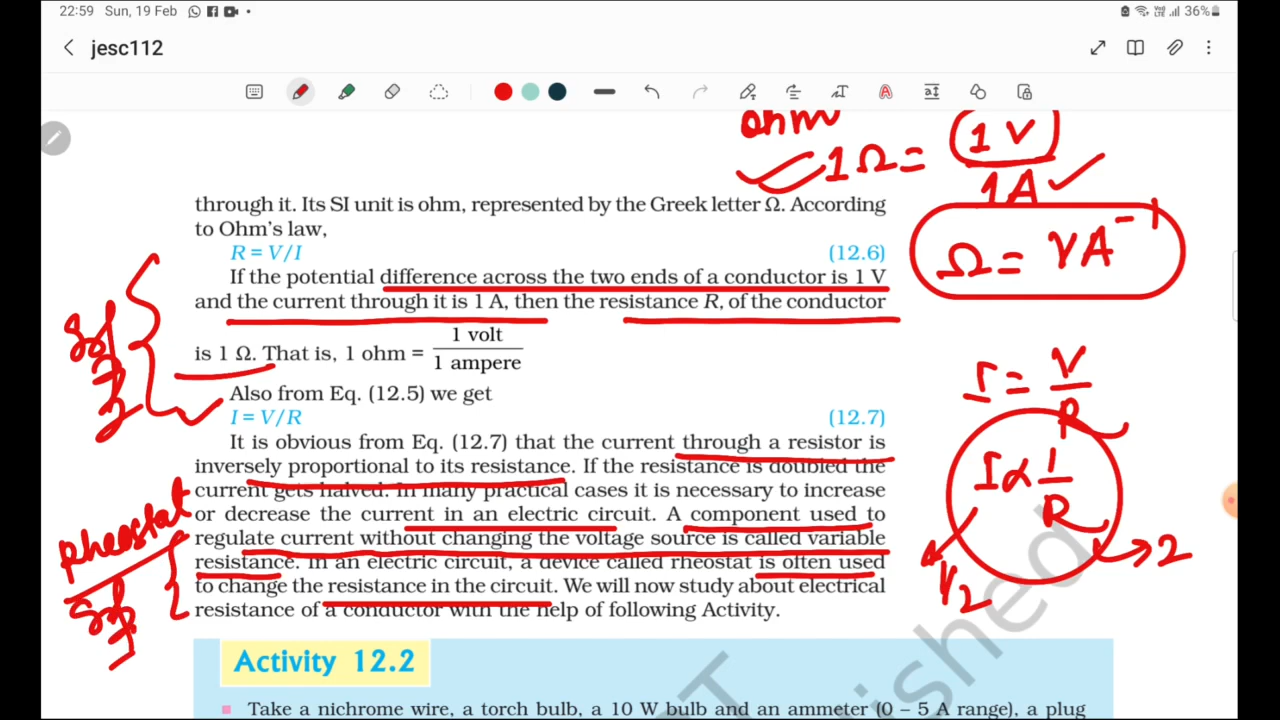 22:59 Sun, 19 Feb
36%
jesc112
ohm
1Ω = 1 V
1A
through it. Its SI unit is ohm, represented by the Greek letter Ω. According
to Ohm's law,
R = V/I (12.6)
Ω = VA⁻¹
If the potential difference across the two ends of a conductor is 1 V
and the current through it is 1 A, then the resistance R, of the conductor
is 1 Ω. That is, 1 ohm = 1 volt
1 ampere
I = V
R
Also from Eq. (12.5) we get
I = V/R (12.7)
It is obvious from Eq. (12.7) that the current through a resistor is
inversely proportional to its resistance. If the resistance is doubled the
current gets halved. In many practical cases it is necessary to increase
or decrease the current in an electric circuit. A component used to
regulate current without changing the voltage source is called variable
resistance. In an electric circuit, a device called rheostat is often used
to change the resistance in the circuit. We will now study about electrical
resistance of a conductor with the help of following Activity.
I ∝ 1
R
2
1/2
Rheostat
Activity 12.2
Take a nichrome wire, a torch bulb, a 10 W bulb and an ammeter (0 – 5 A range), a plug
T
shed